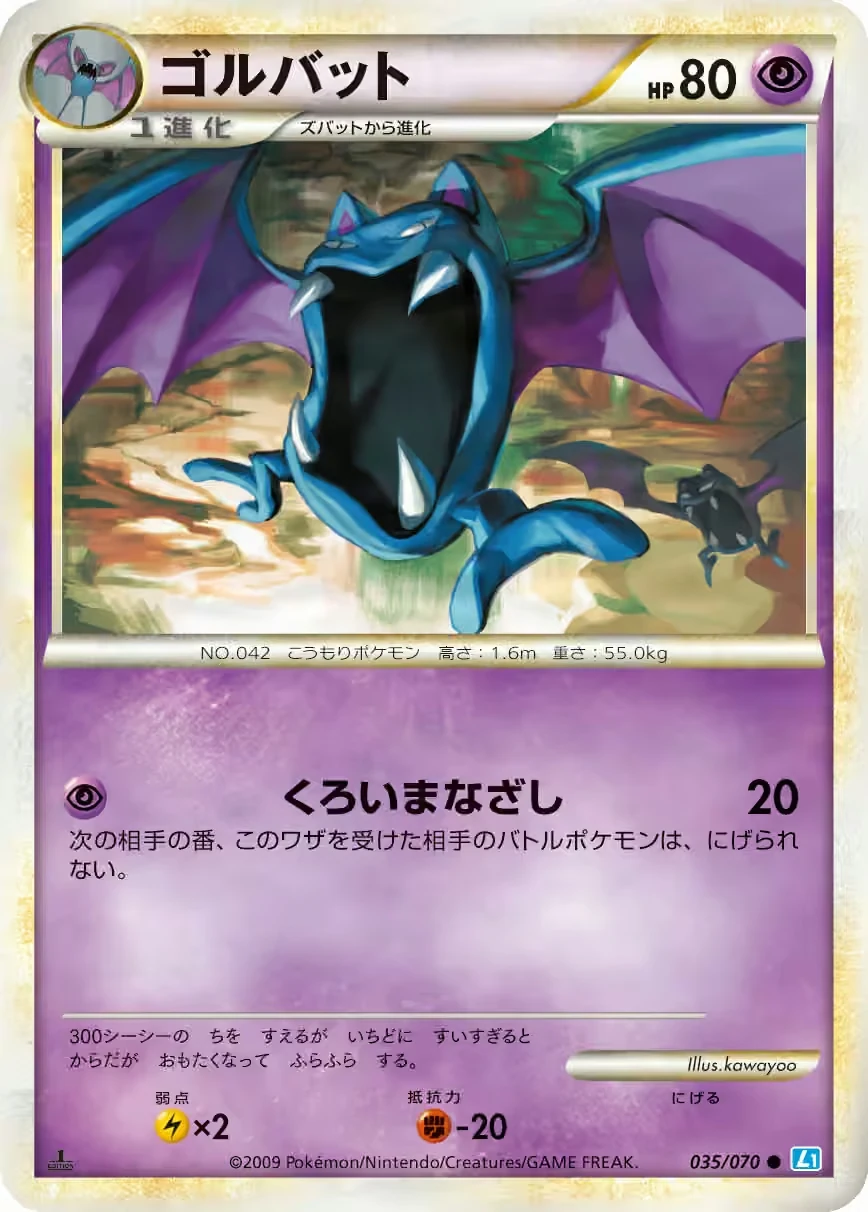 ゴルバット
HP80
1進化
ズバットから進化
NO.042 こうもりポケモン 高さ：1.6m 重さ：55.0kg
くろいまなざし 20
次の相手の番、このワザを受けた相手のバトルポケモンは、にげられ
ない。
300シーシーの ちを すえるが いちどに すいすぎると
からだが おもたくなって ふらふら する。
Illus.kawayoo
弱点 抵抗力 にげる
×2 -20
1 EDITION
©2009 Pokémon/Nintendo/Creatures/GAME FREAK.
035/070 ● L1